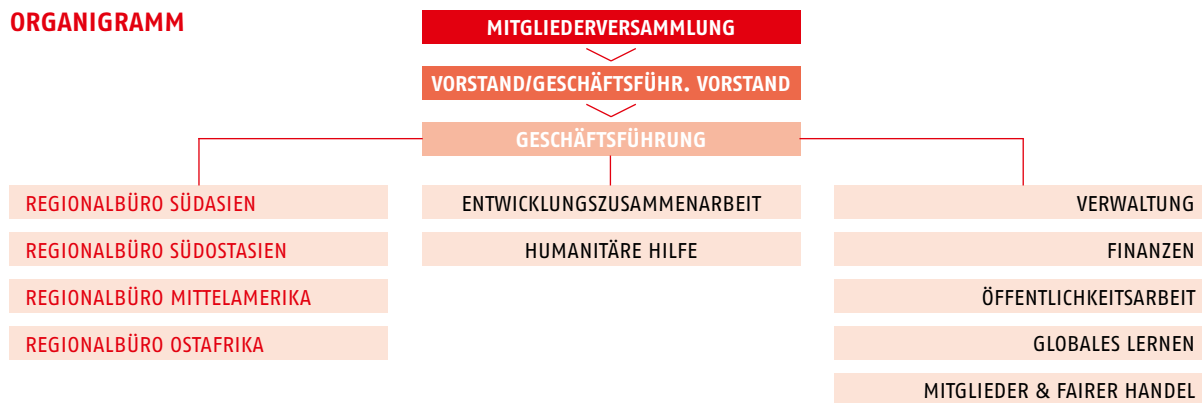 ORGANIGRAMM
MITGLIEDERVERSAMMLUNG
VORSTAND/GESCHÄFTSFÜHR. VORSTAND
GESCHÄFTSFÜHRUNG
REGIONALBÜRO SÜDASIEN
REGIONALBÜRO SÜDOSTASIEN
REGIONALBÜRO MITTELAMERIKA
REGIONALBÜRO OSTAFRIKA
ENTWICKLUNGSZUSAMMENARBEIT
HUMANITÄRE HILFE
VERWALTUNG
FINANZEN
ÖFFENTLICHKEITSARBEIT
GLOBALES LERNEN
MITGLIEDER & FAIRER HANDEL